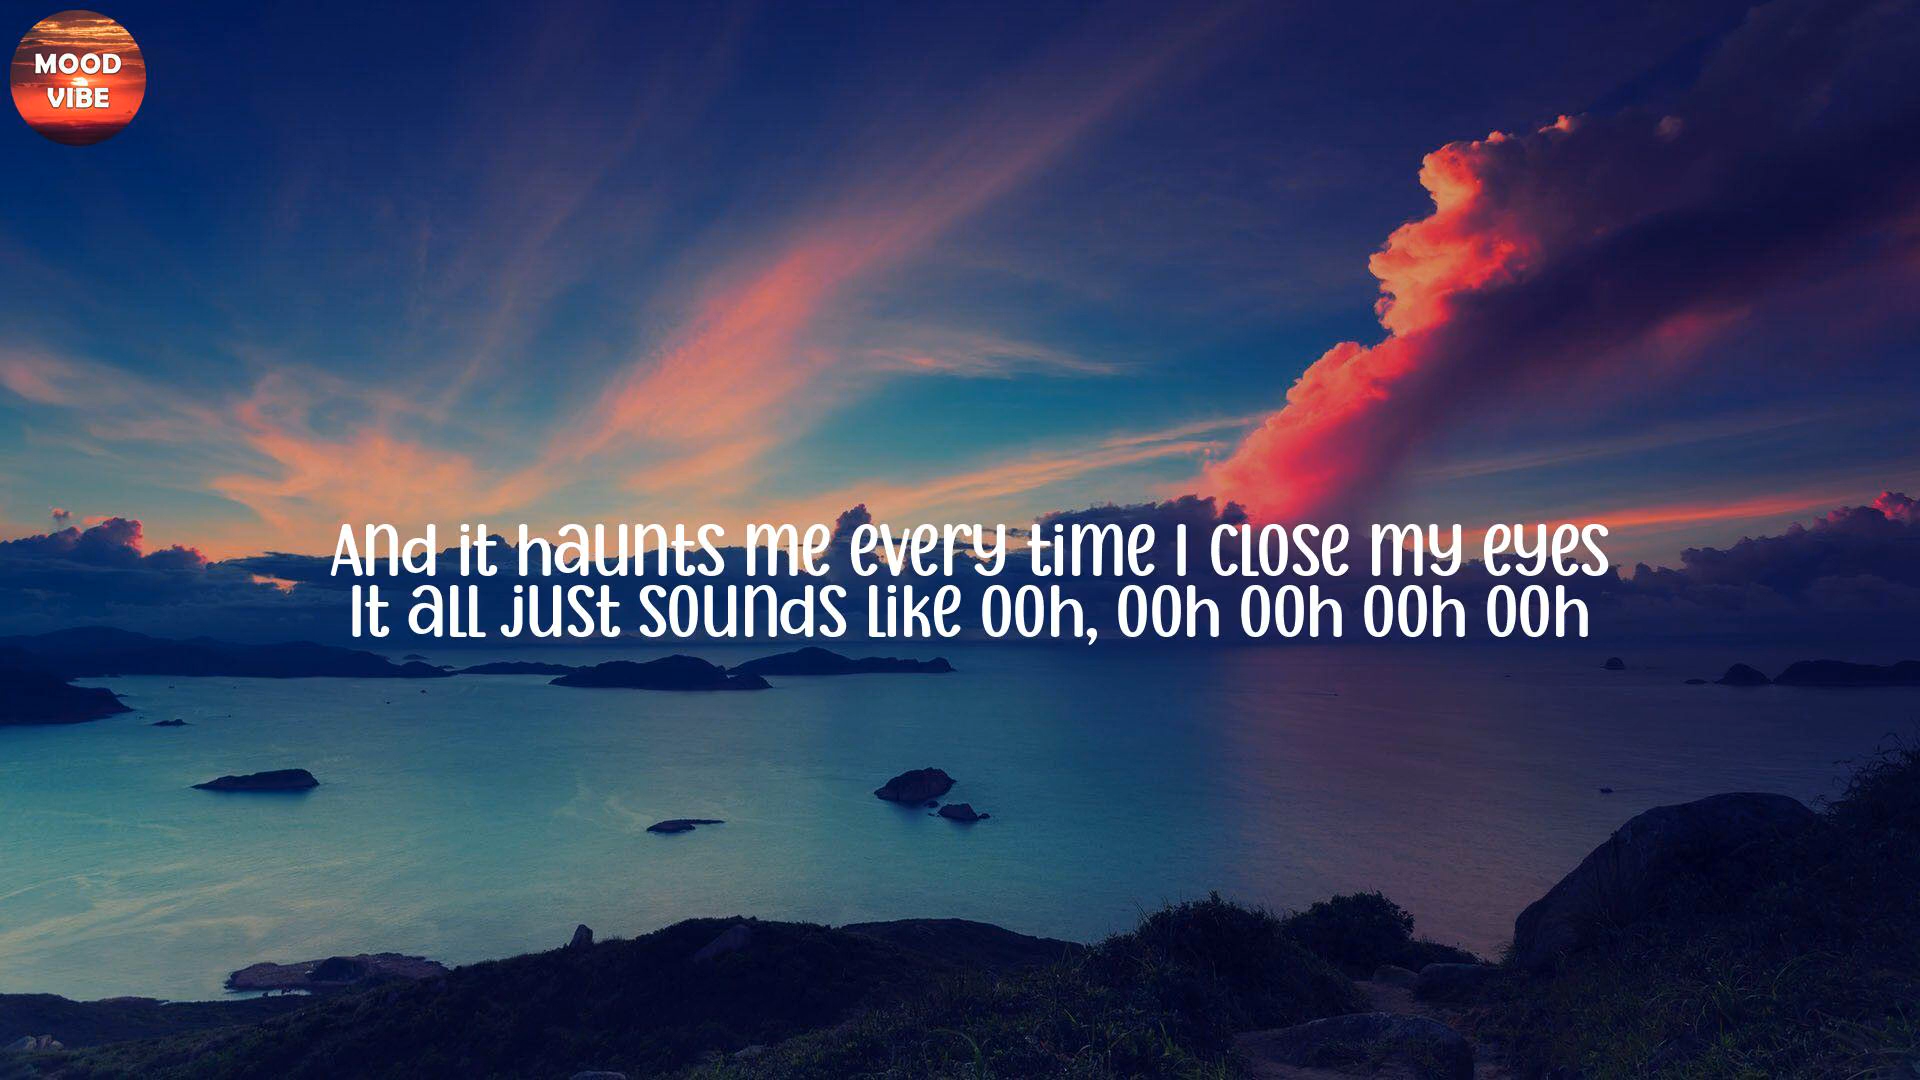 MOOD
VIBE
And it haunts me every time I close my eyes
It all just sounds like ooh, ooh ooh ooh ooh